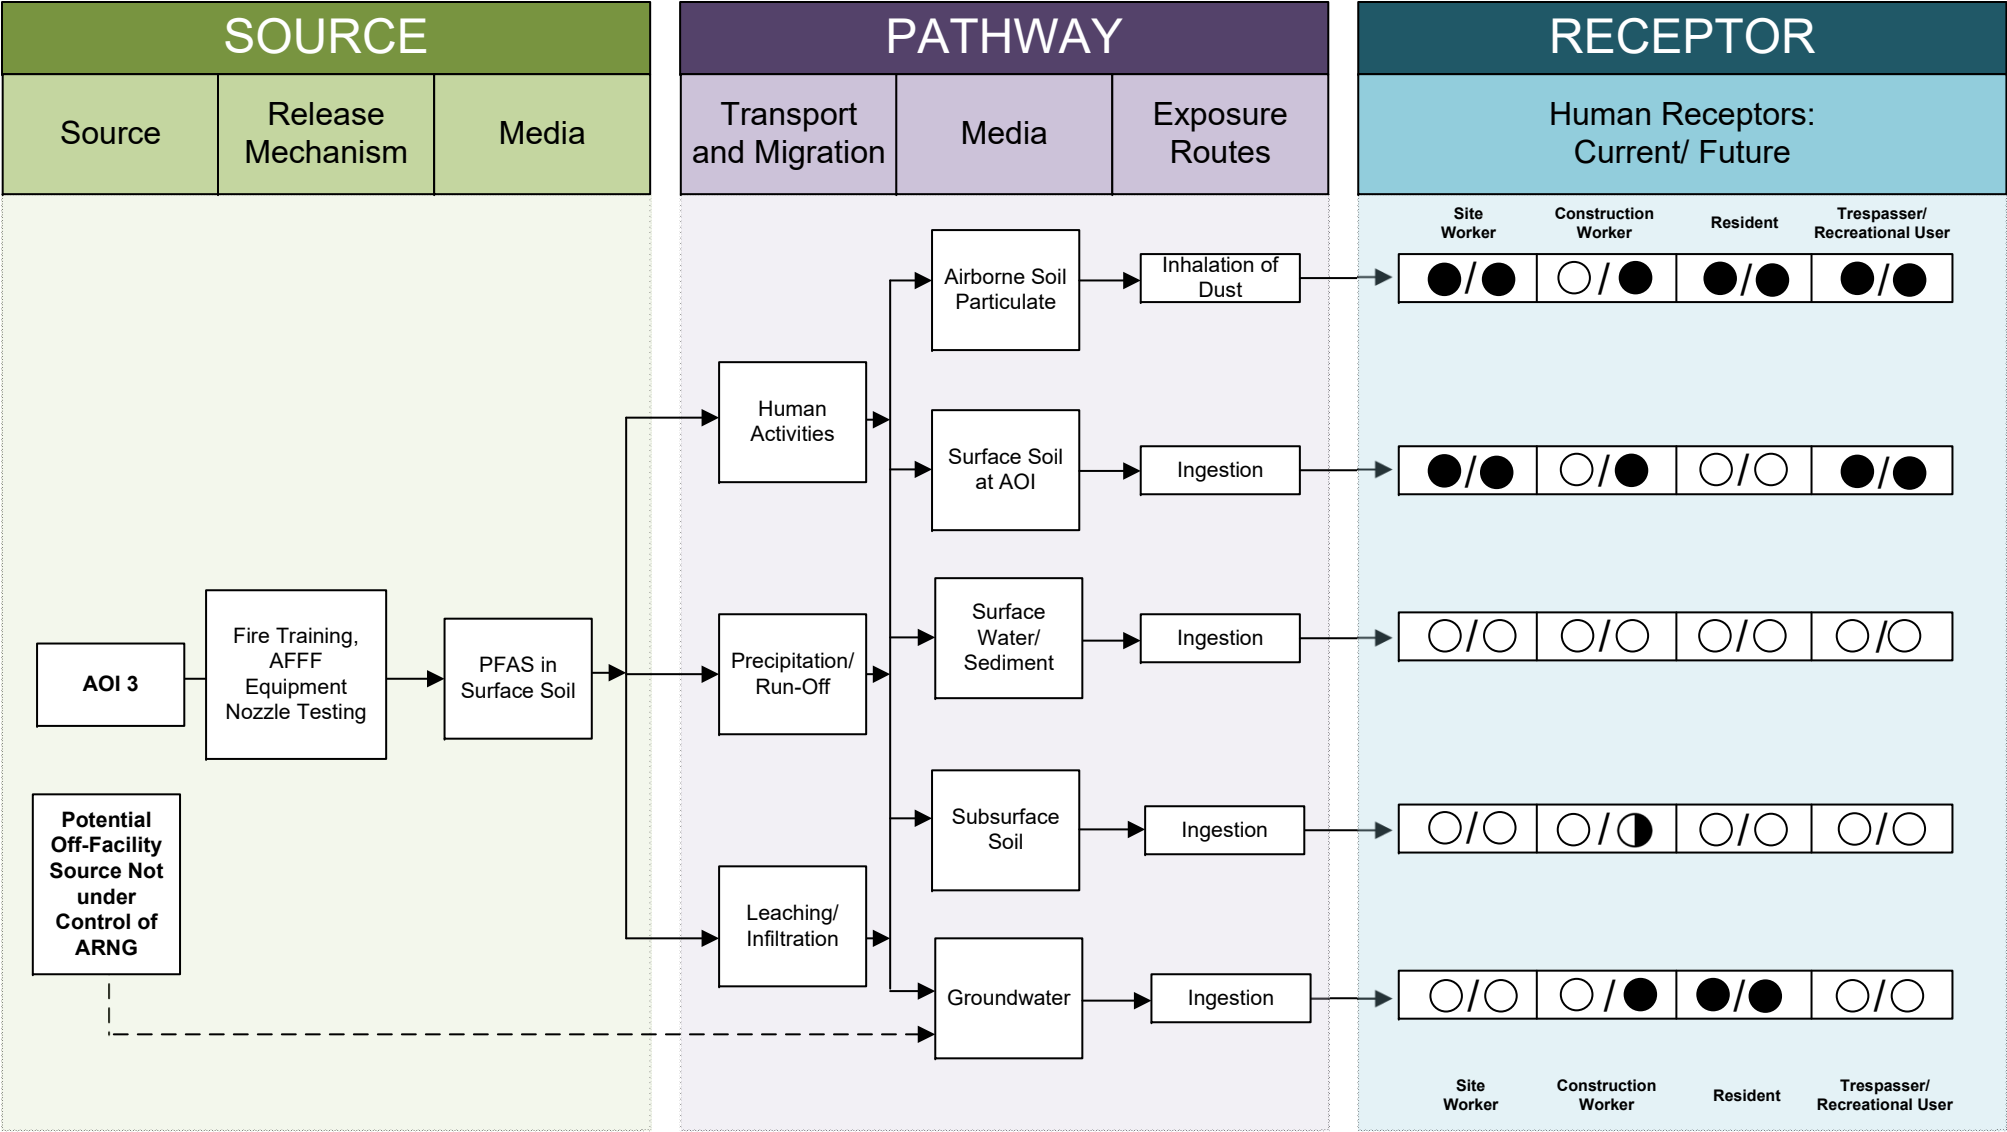 SOURCE
PATHWAY
RECEPTOR
Source
Release
Mechanism
Media
Transport
and Migration
Media
Exposure
Routes
Human Receptors:
Current/ Future
Site
Worker
Construction
Worker
Resident
Trespasser/
Recreational User
Airborne Soil
Particulate
Inhalation of
Dust
/ / / /
Human
Activities
Surface Soil
at AOI
Ingestion
/ / / /
AOI 3
Fire Training,
AFFF
Equipment
Nozzle Testing
PFAS in
Surface Soil
Precipitation/
Run-Off
Surface
Water/
Sediment
Ingestion
/ / / /
Potential
Off-Facility
Source Not
under
Control of
ARNG
Subsurface
Soil
Ingestion
/ / / /
Leaching/
Infiltration
Groundwater
Ingestion
/ / / /
Site
Worker
Construction
Worker
Resident
Trespasser/
Recreational User